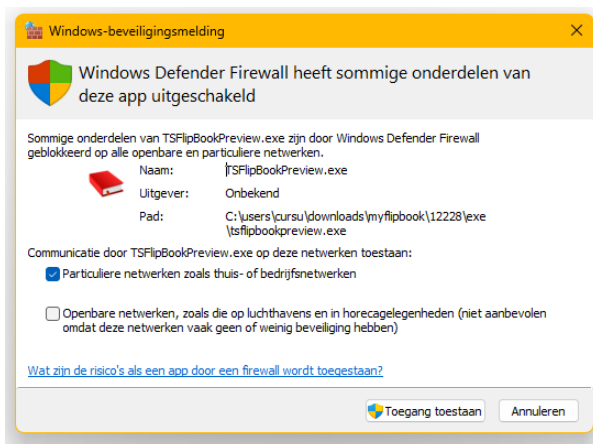 Windows-beveiligingsmelding
Windows Defender Firewall heeft sommige onderdelen van
deze app uitgeschakeld
Sommige onderdelen van TSFlipBookPreview.exe zijn door Windows Defender Firewall
geblokkeerd op alle openbare en particuliere netwerken.
Naam: TSFlipBookPreview.exe
Uitgever: Onbekend
Pad: C:\users\cursu\downloads\myflipbook\12228\exe
\tsflipbookpreview.exe
Communicatie door TSFlipBookPreview.exe op deze netwerken toestaan:
Particuliere netwerken zoals thuis- of bedrijfsnetwerken
Openbare netwerken, zoals die op luchthavens en in horecagelegenheden (niet aanbevolen
omdat deze netwerken vaak geen of weinig beveiliging hebben)
Wat zijn de risico's als een app door een firewall wordt toegestaan?
Toegang toestaan Annuleren